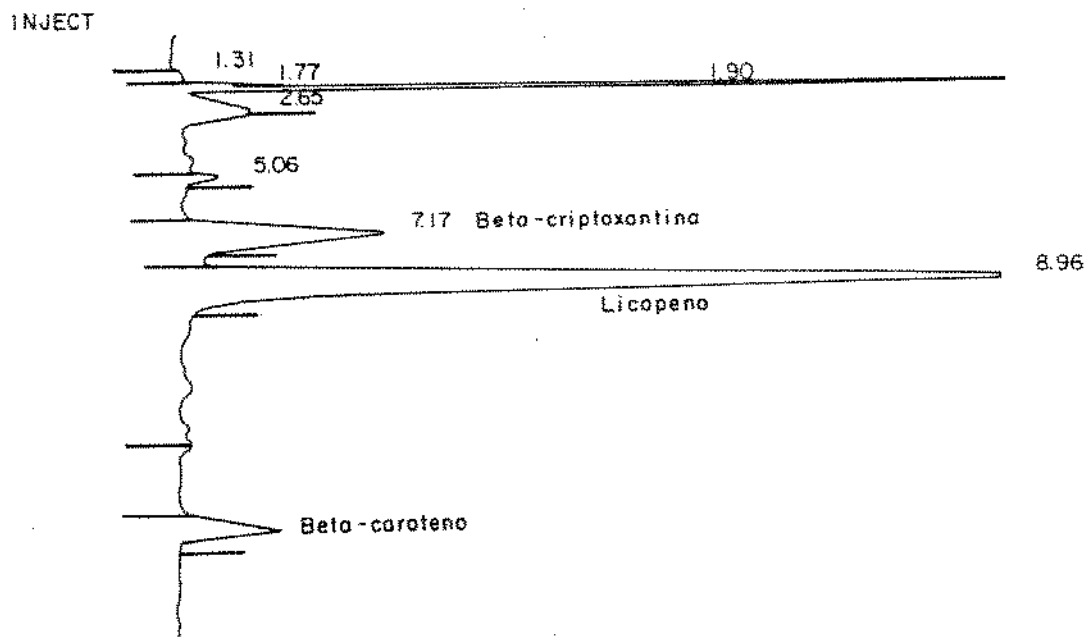 INJECT
1.31
1.77
1.90
2.65
5.06
7.17 Beta-criptoxantina
8.96
Licopeno
Beta-caroteno